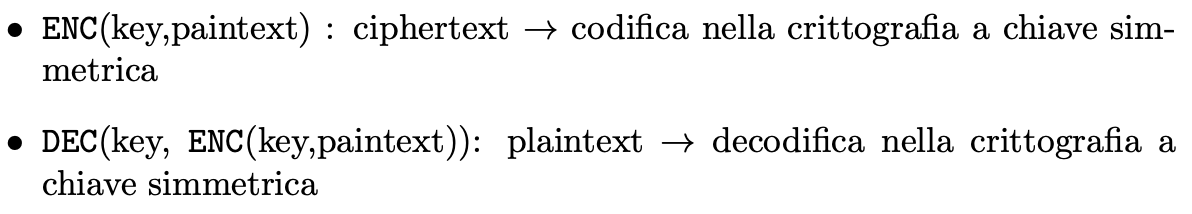 • ENC(key,paintext) : ciphertext → codifica nella crittografia a chiave sim-
metrica
• DEC(key, ENC(key,paintext)): plaintext → decodifica nella crittografia a
chiave simmetrica